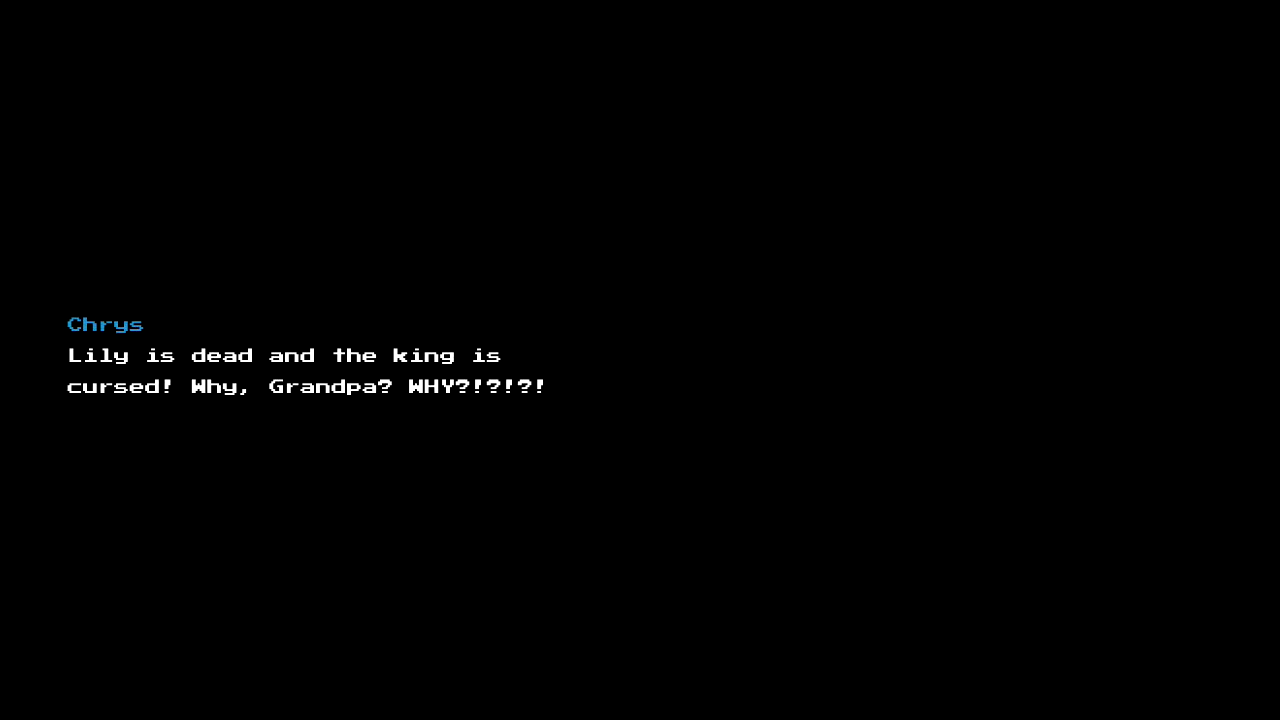 Chrys
Lily is dead and the king is
cursed! Why, Grandpa? WHY?!?!?!